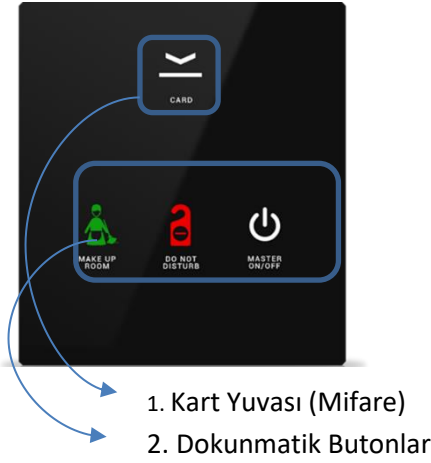 CARD
MAKE UP
ROOM
DO NOT
DISTURB
MASTER
ON/OFF
1. Kart Yuvası (Mifare)
2. Dokunmatik Butonlar